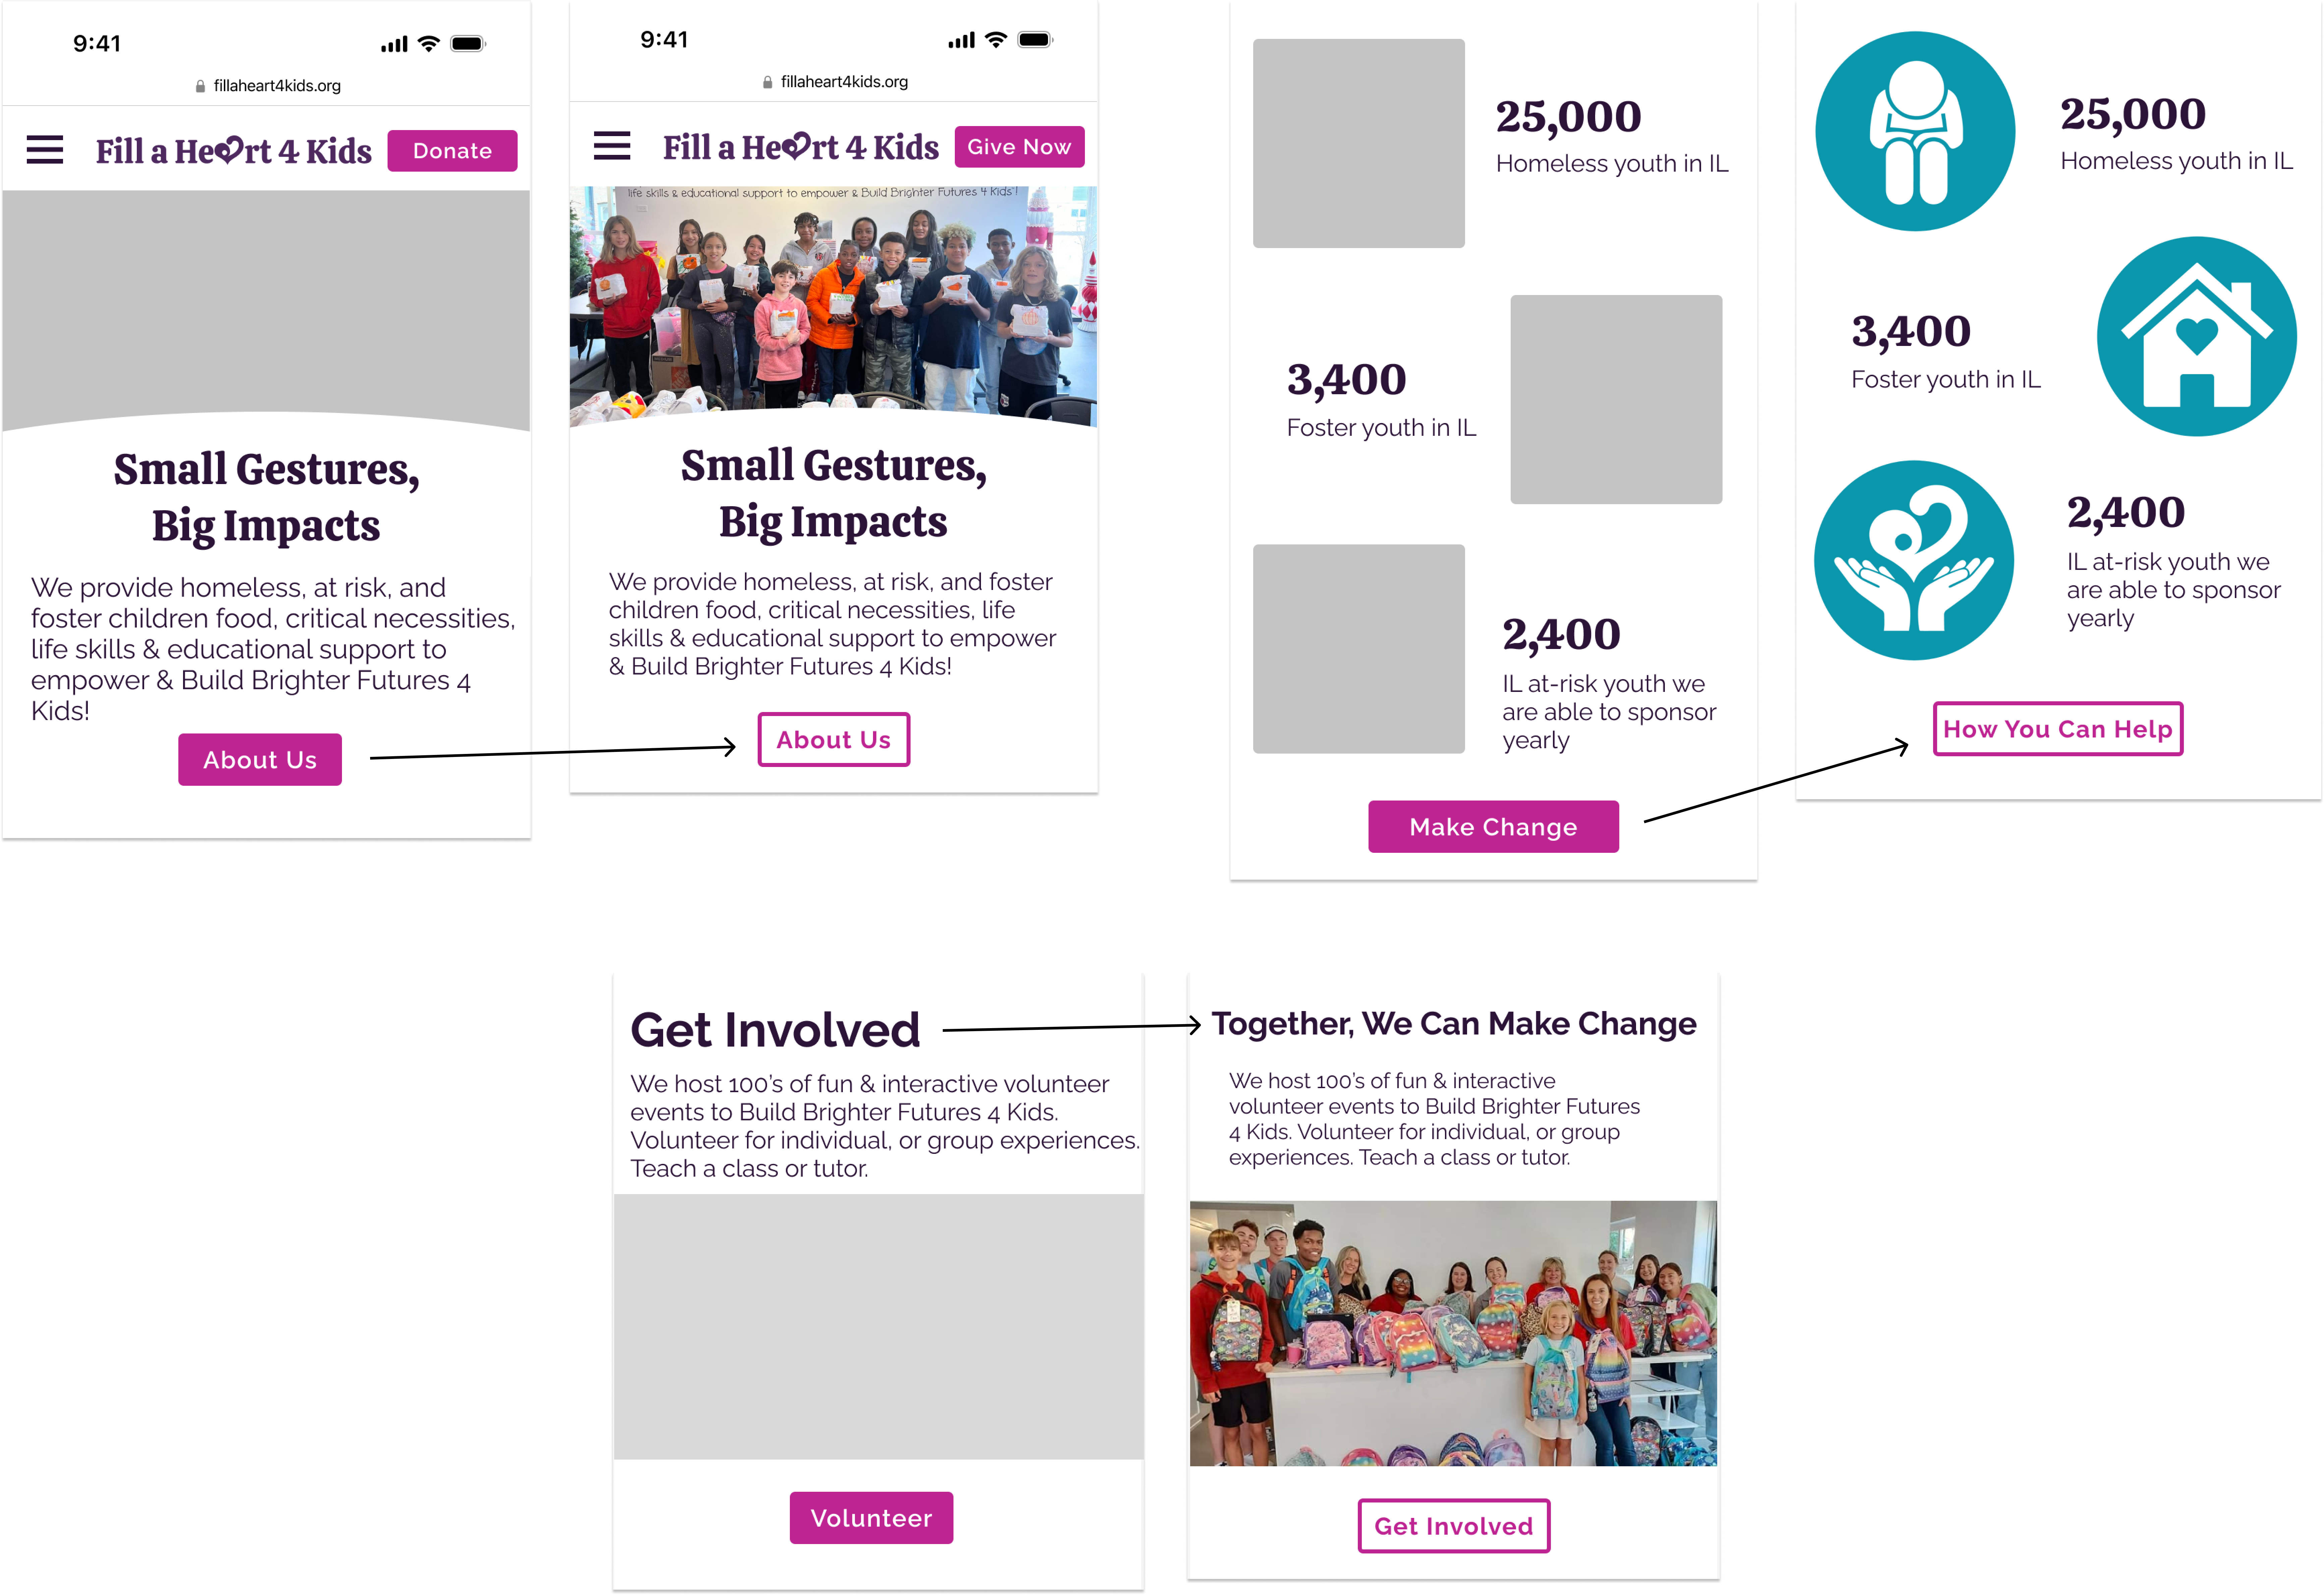 9:41
fillaheart4kids.org
Fill a Heart 4 Kids
Donate
Small Gestures,
Big Impacts
We provide homeless, at risk, and
foster children food, critical necessities,
life skills & educational support to
empower & Build Brighter Futures 4
Kids!
About Us
9:41
fillaheart4kids.org
Fill a Heart 4 Kids
Give Now
life skills & educational support to empower & Build Brighter Futures 4 Kids!
Small Gestures,
Big Impacts
We provide homeless, at risk, and foster
children food, critical necessities, life
skills & educational support to empower
& Build Brighter Futures 4 Kids!
About Us
25,000
Homeless youth in IL
3,400
Foster youth in IL
2,400
IL at-risk youth we
are able to sponsor
yearly
Make Change
25,000
Homeless youth in IL
3,400
Foster youth in IL
2,400
IL at-risk youth we
are able to sponsor
yearly
How You Can Help
Get Involved
We host 100's of fun & interactive volunteer
events to Build Brighter Futures 4 Kids.
Volunteer for individual, or group experiences.
Teach a class or tutor.
Volunteer
Together, We Can Make Change
We host 100's of fun & interactive
volunteer events to Build Brighter Futures
4 Kids. Volunteer for individual, or group
experiences. Teach a class or tutor.
Get Involved